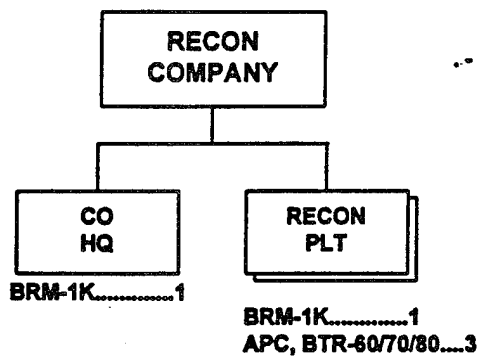 RECON
COMPANY
CO
HQ
BRM-1K.............1
RECON
PLT
BRM-1K.............1
APC, BTR-60/70/80....3